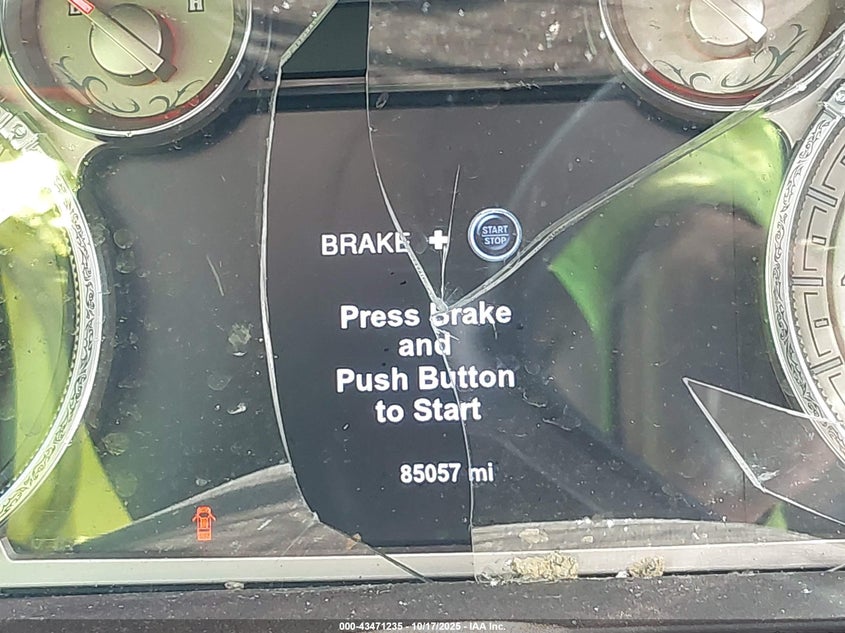 BRAKE + START STOP
Press Brake
and
Push Button
to Start
85057 mi
000-43471235 - 10/17/2025 - IAA Inc.